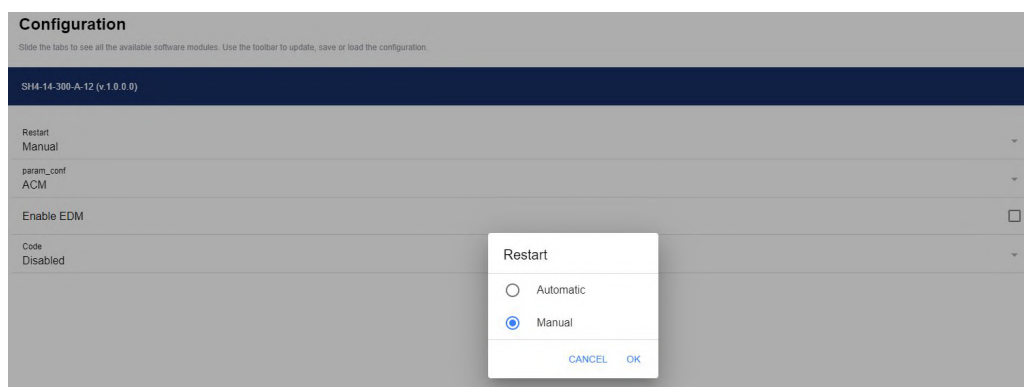 Configuration
Slide the tabs to see all the available software modules. Use the toolbar to update, save or load the configuration.
SH4-14-300-A-12 (v.1.0.0.0)
Restart
Manual
param_conf
ACM
Enable EDM
Code
Disabled
Restart
Automatic
Manual
CANCEL OK